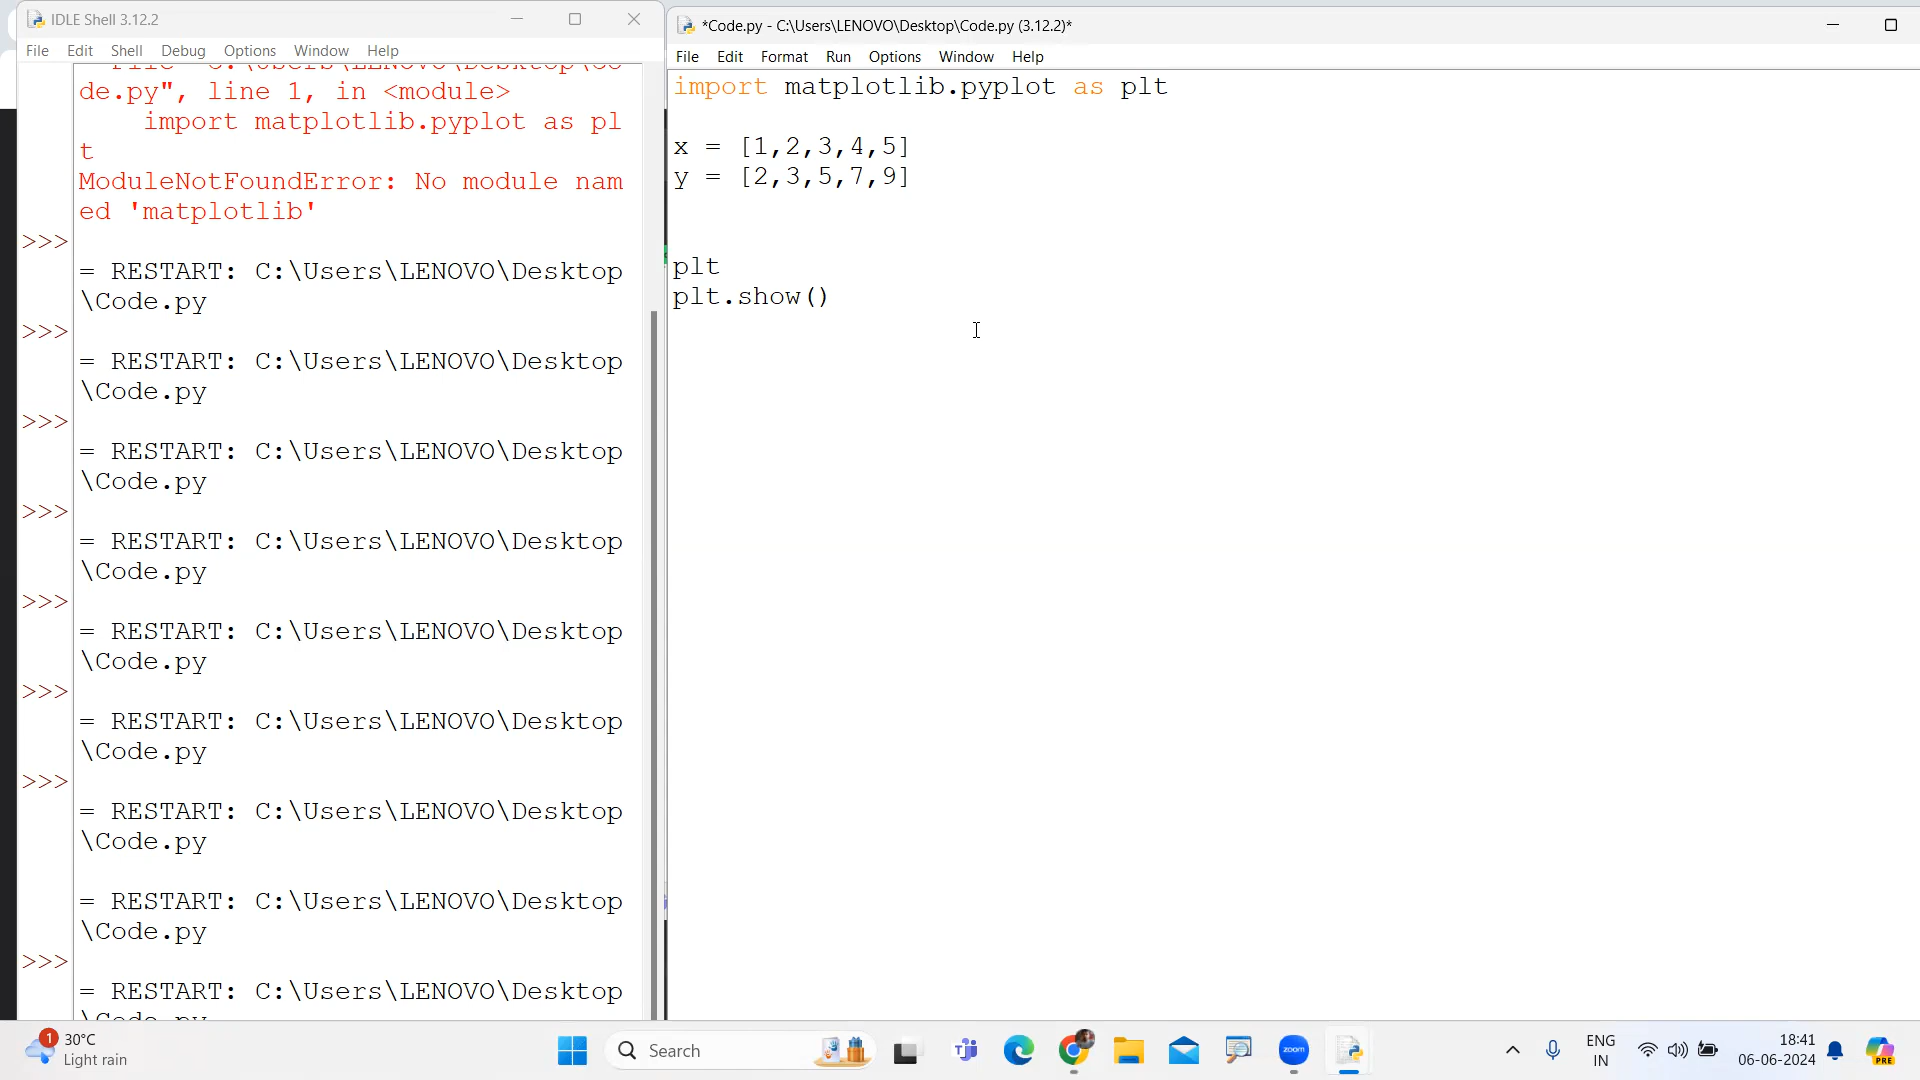 IDLE Shell 3.12.2
File Edit Shell Debug Options Window Help
de.py", line 1, in <module>
import matplotlib.pyplot as pl
t
ModuleNotFoundError: No module nam
ed 'matplotlib'
>>>
= RESTART: C:\Users\LENOVO\Desktop
\Code.py
>>>
= RESTART: C:\Users\LENOVO\Desktop
\Code.py
>>>
= RESTART: C:\Users\LENOVO\Desktop
\Code.py
>>>
= RESTART: C:\Users\LENOVO\Desktop
\Code.py
>>>
= RESTART: C:\Users\LENOVO\Desktop
\Code.py
>>>
= RESTART: C:\Users\LENOVO\Desktop
\Code.py
>>>
= RESTART: C:\Users\LENOVO\Desktop
\Code.py
= RESTART: C:\Users\LENOVO\Desktop
\Code.py
>>>
= RESTART: C:\Users\LENOVO\Desktop
\Code.py
*Code.py - C:\Users\LENOVO\Desktop\Code.py (3.12.2)*
File Edit Format Run Options Window Help
import matplotlib.pyplot as plt
x = [1,2,3,4,5]
y = [2,3,5,7,9]
plt
plt.show()
1
30°C
Light rain
Search
zoom
ENG
IN
18:41
06-06-2024
PRE